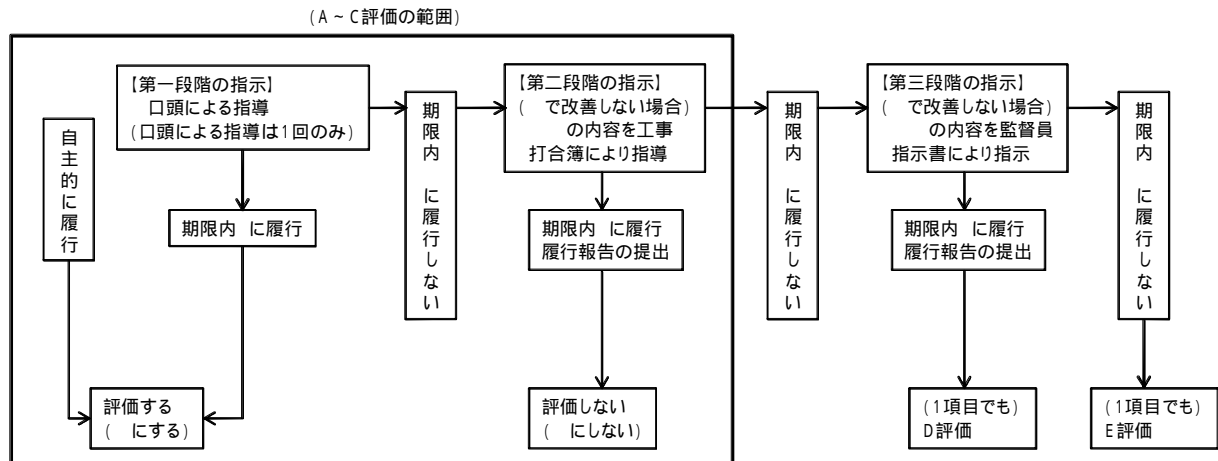 (A～C評価の範囲)
自主的に履行
【第一段階の指示】
口頭による指導
(口頭による指導は1回のみ)
期限内 に履行
評価する
( にする)
期限内 に履行しない
【第二段階の指示】
( で改善しない場合)
の内容を工事
打合簿により指導
期限内 に履行
履行報告の提出
評価しない
( にしない)
期限内 に履行しない
【第三段階の指示】
( で改善しない場合)
の内容を監督員
指示書により指示
期限内 に履行
履行報告の提出
(1項目でも)
D評価
期限内 に履行しない
(1項目でも)
E評価